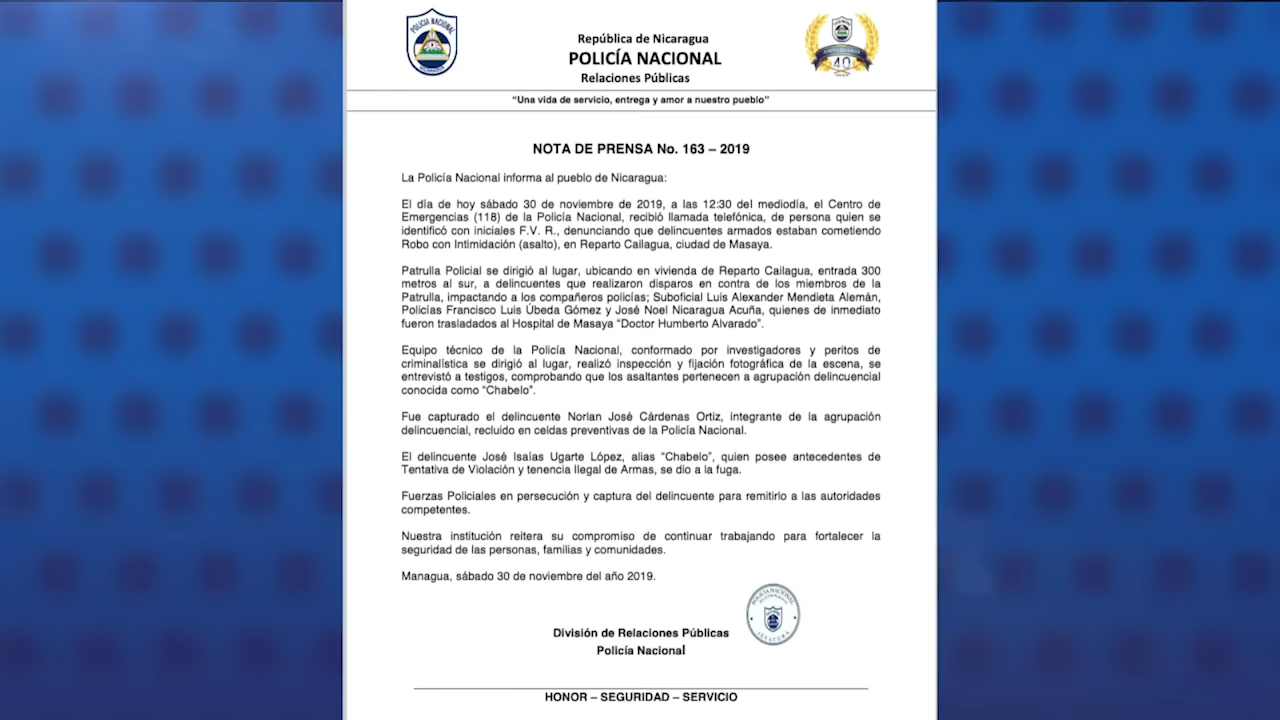 POLICÍA NACIONAL
NICARAGUA
República de Nicaragua
POLICÍA NACIONAL
Relaciones Públicas
ANIVERSARIO
40
“Una vida de servicio, entrega y amor a nuestro pueblo”
NOTA DE PRENSA No. 163 – 2019
La Policía Nacional informa al pueblo de Nicaragua:
El día de hoy sábado 30 de noviembre de 2019, a las 12:30 del mediodía, el Centro de
Emergencias (118) de la Policía Nacional, recibió llamada telefónica, de persona quien se
identificó con iniciales F.V. R., denunciando que delincuentes armados estaban cometiendo
Robo con Intimidación (asalto), en Reparto Cailagua, ciudad de Masaya.
Patrulla Policial se dirigió al lugar, ubicando en vivienda de Reparto Cailagua, entrada 300
metros al sur, a delincuentes que realizaron disparos en contra de los miembros de la
Patrulla, impactando a los compañeros policías; Suboficial Luis Alexander Mendieta Alemán,
Policías Francisco Luis Úbeda Gómez y José Noel Nicaragua Acuña, quienes de inmediato
fueron trasladados al Hospital de Masaya “Doctor Humberto Alvarado”.
Equipo técnico de la Policía Nacional, conformado por investigadores y peritos de
criminalística se dirigió al lugar, realizó inspección y fijación fotográfica de la escena, se
entrevistó a testigos, comprobando que los asaltantes pertenecen a agrupación delincuencial
conocida como “Chabelo”.
Fue capturado el delincuente Norlan José Cárdenas Ortiz, integrante de la agrupación
delincuencial, recluido en celdas preventivas de la Policía Nacional.
El delincuente José Isaías Ugarte López, alias “Chabelo”, quien posee antecedentes de
Tentativa de Violación y tenencia Ilegal de Armas, se dio a la fuga.
Fuerzas Policiales en persecución y captura del delincuente para remitirlo a las autoridades
competentes.
Nuestra institución reitera su compromiso de continuar trabajando para fortalecer la
seguridad de las personas, familias y comunidades.
Managua, sábado 30 de noviembre del año 2019.
POLICIA NACIONAL
JEFATURA
División de Relaciones Públicas
Policía Nacional
HONOR – SEGURIDAD – SERVICIO